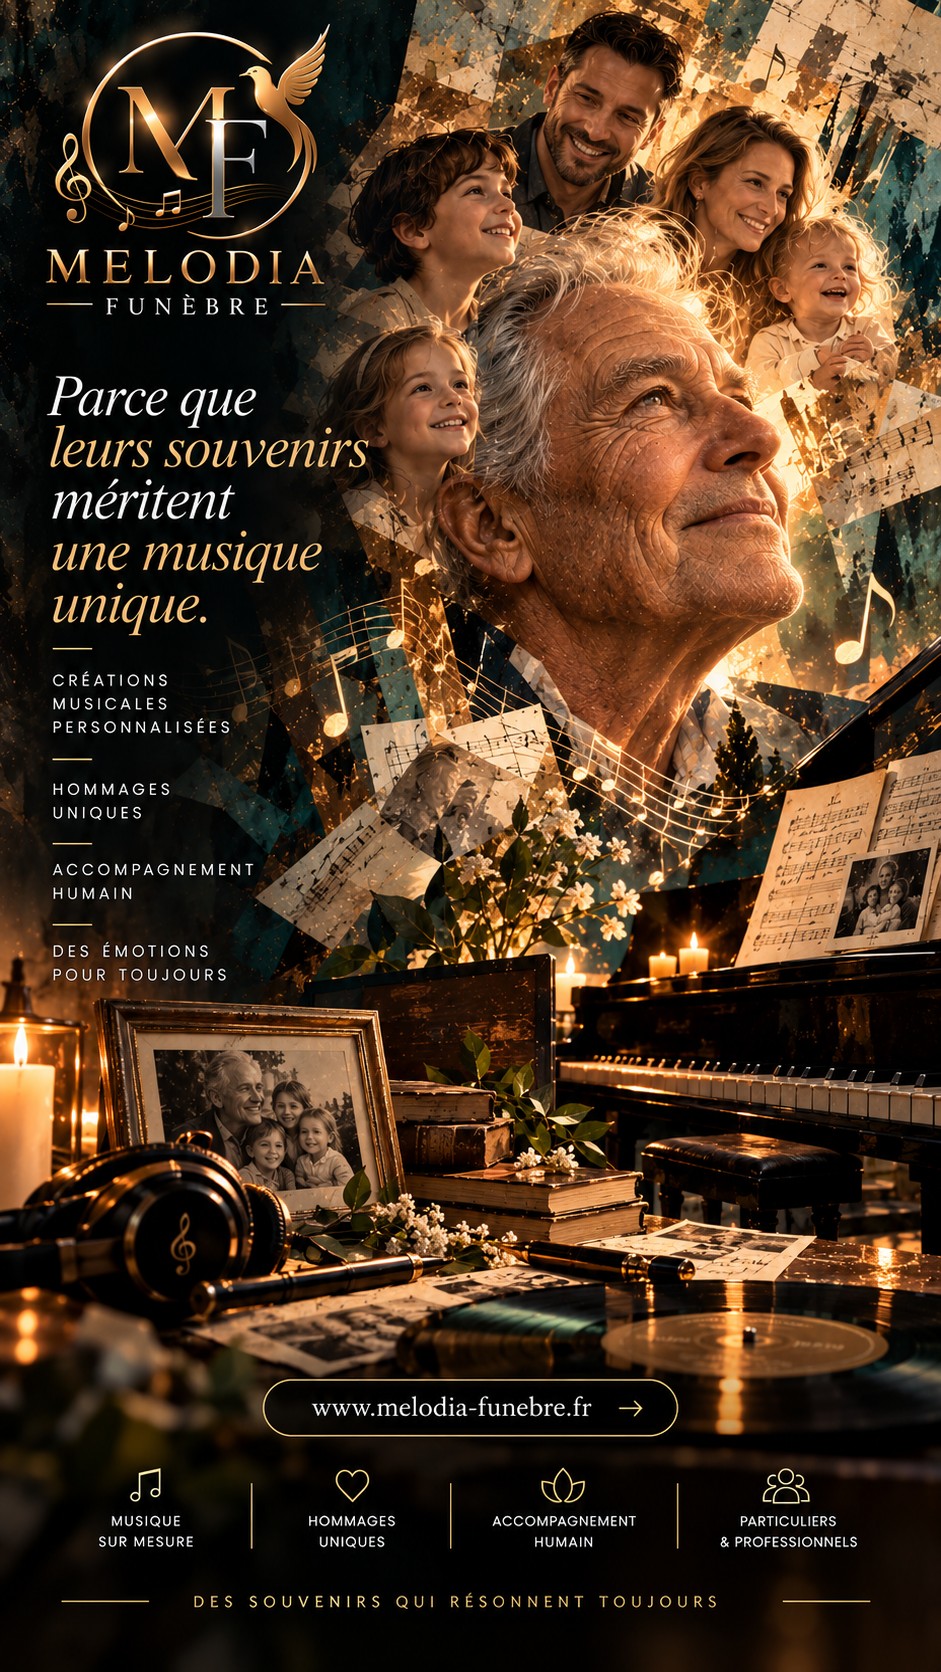 MF
MELODIA
FUNÈBRE
Parce que
leurs souvenirs
méritent
une musique
unique.
CRÉATIONS
MUSICALES
PERSONNALISÉES
HOMMAGES
UNIQUES
ACCOMPAGNEMENT
HUMAIN
DES ÉMOTIONS
POUR TOUJOURS
www.melodia-funebre.fr →
MUSIQUE
SUR MESURE
HOMMAGES
UNIQUES
ACCOMPAGNEMENT
HUMAIN
PARTICULIERS
& PROFESSIONNELS
DES SOUVENIRS QUI RÉSONNENT TOUJOURS